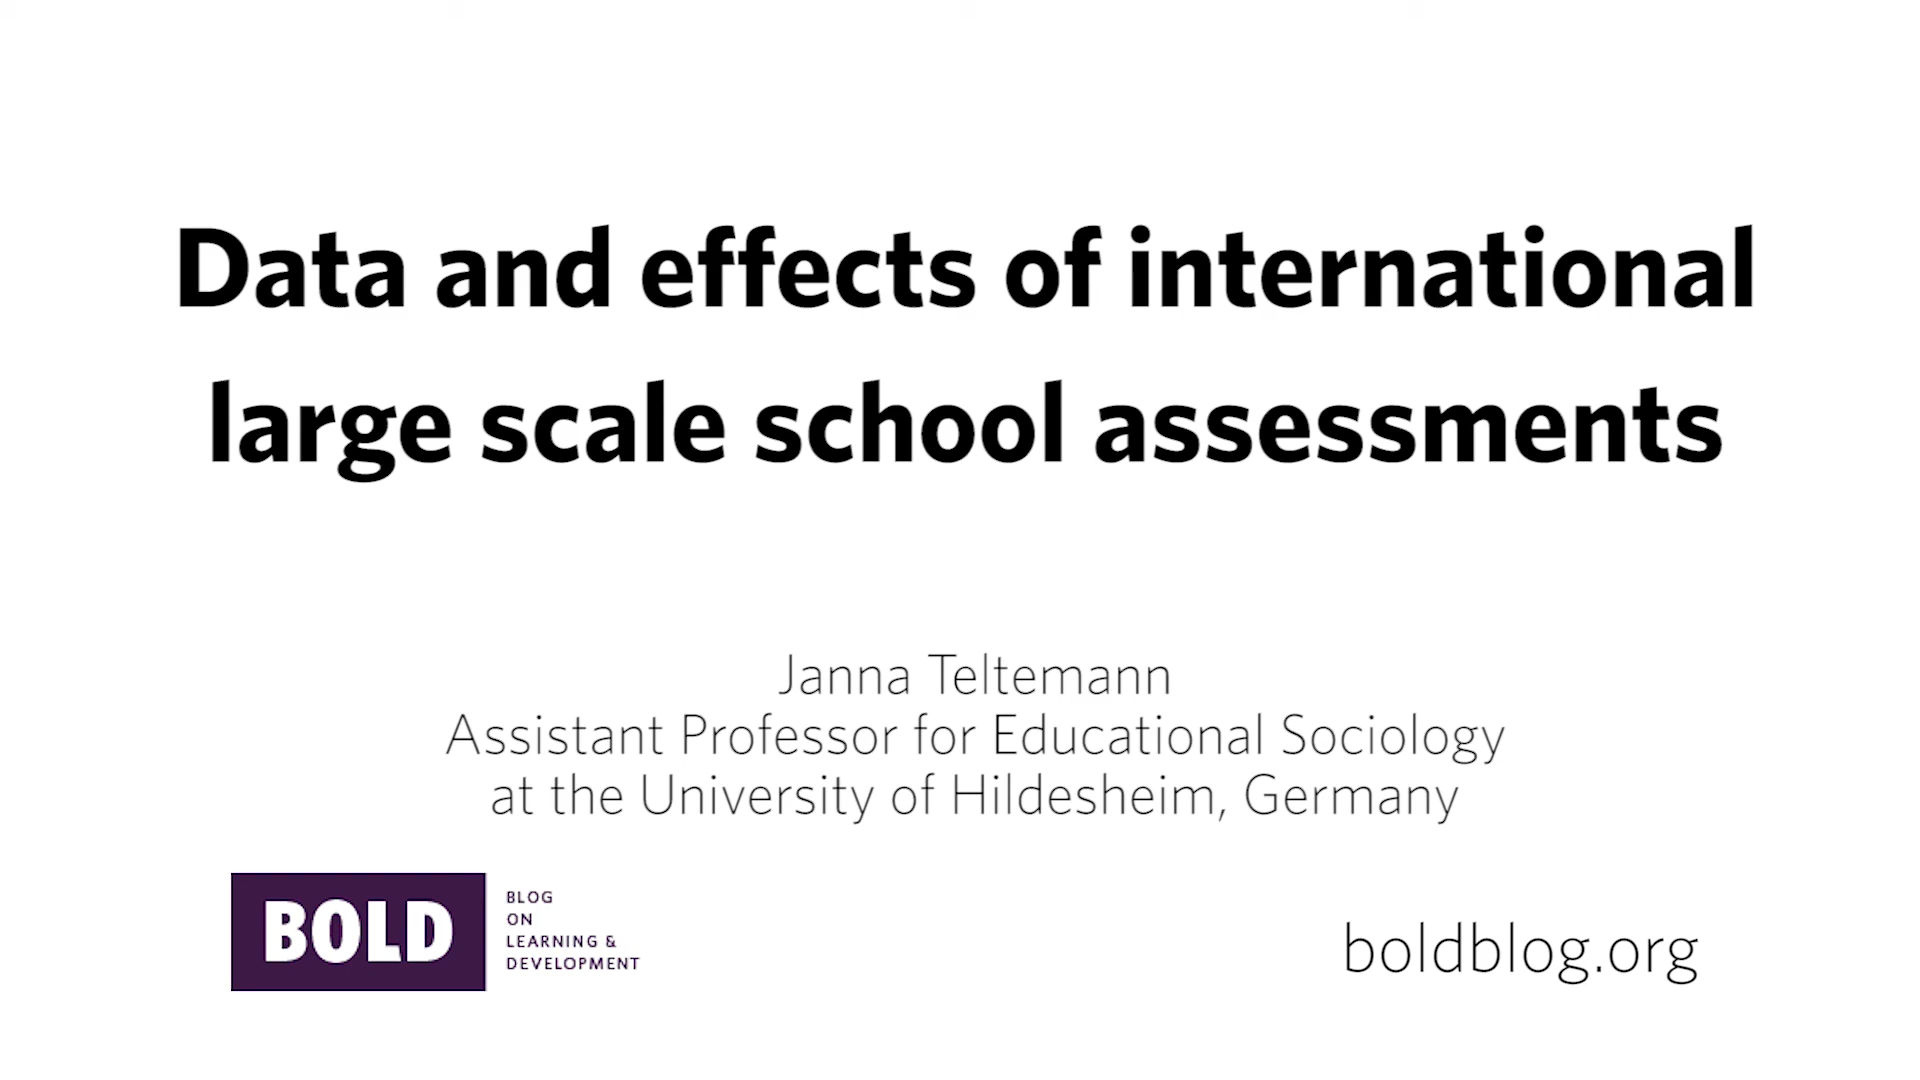 Data and effects of international
large scale school assessments
Janna Teltemann
Assistant Professor for Educational Sociology
at the University of Hildesheim, Germany
BOLD
BLOG
ON
LEARNING &
DEVELOPMENT
boldblog.org